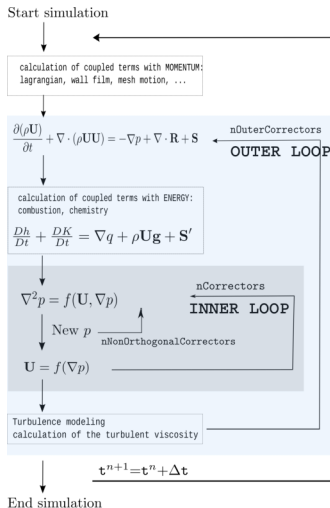 Start simulation
calculation of coupled terms with MOMENTUM:
lagrangian, wall film, mesh motion, ...
∂(ρU)/∂t + ∇·(ρUU) = −∇p + ∇·R + S
nOuterCorrectors
OUTER LOOP
calculation of coupled terms with ENERGY:
combustion, chemistry
Dh/Dt + DK/Dt = ∇q + ρUg + S′
∇²p = f(U, ∇p)
nCorrectors
INNER LOOP
New p
nNonOrthogonalCorrectors
U = f(∇p)
Turbulence modeling
calculation of the turbulent viscosity
tⁿ⁺¹=tⁿ+Δt
End simulation